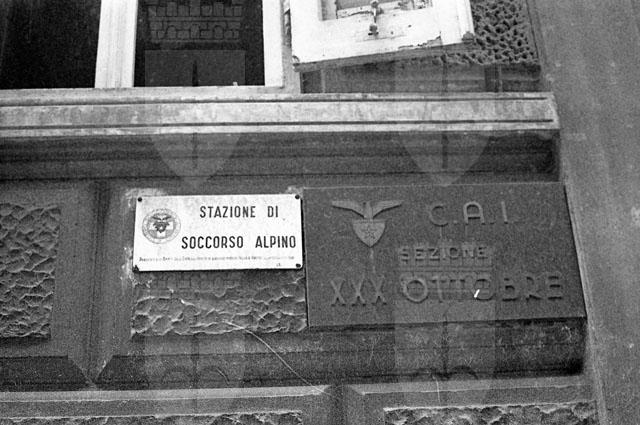 STAZIONE DI
SOCCORSO ALPINO
C.A.I.
SEZIONE
XXX OTTOBRE